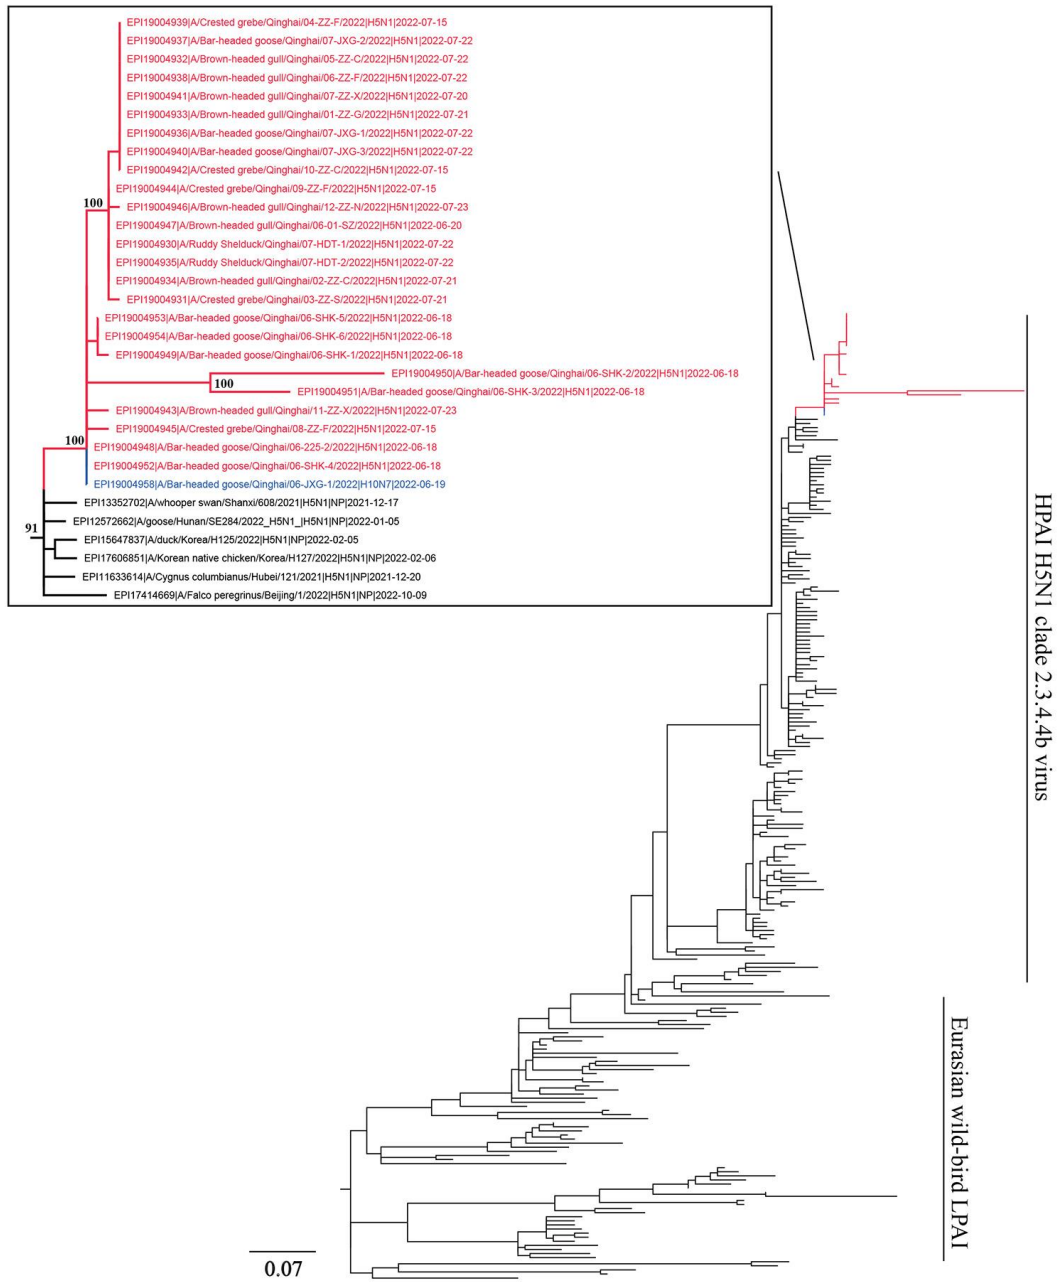 EPI19004939|A/Crested grebe/Qinghai/04-ZZ-F/2022|H5N1|2022-07-15
EPI19004937|A/Bar-headed goose/Qinghai/07-JXG-2/2022|H5N1|2022-07-22
EPI19004932|A/Brown-headed gull/Qinghai/05-ZZ-C/2022|H5N1|2022-07-22
EPI19004938|A/Brown-headed gull/Qinghai/06-ZZ-F/2022|H5N1|2022-07-22
EPI19004941|A/Brown-headed gull/Qinghai/07-ZZ-X/2022|H5N1|2022-07-20
EPI19004933|A/Brown-headed gull/Qinghai/01-ZZ-G/2022|H5N1|2022-07-21
EPI19004936|A/Bar-headed goose/Qinghai/07-JXG-1/2022|H5N1|2022-07-22
EPI19004940|A/Bar-headed goose/Qinghai/07-JXG-3/2022|H5N1|2022-07-22
EPI19004942|A/Crested grebe/Qinghai/10-ZZ-C/2022|H5N1|2022-07-15
EPI19004944|A/Crested grebe/Qinghai/09-ZZ-F/2022|H5N1|2022-07-15
100
EPI19004946|A/Brown-headed gull/Qinghai/12-ZZ-N/2022|H5N1|2022-07-23
EPI19004947|A/Brown-headed gull/Qinghai/06-01-SZ/2022|H5N1|2022-06-20
EPI19004930|A/Ruddy Shelduck/Qinghai/07-HDT-1/2022|H5N1|2022-07-22
EPI19004935|A/Ruddy Shelduck/Qinghai/07-HDT-2/2022|H5N1|2022-07-22
EPI19004934|A/Brown-headed gull/Qinghai/02-ZZ-C/2022|H5N1|2022-07-21
EPI19004931|A/Crested grebe/Qinghai/03-ZZ-S/2022|H5N1|2022-07-21
EPI19004953|A/Bar-headed goose/Qinghai/06-SHK-5/2022|H5N1|2022-06-18
EPI19004954|A/Bar-headed goose/Qinghai/06-SHK-6/2022|H5N1|2022-06-18
EPI19004949|A/Bar-headed goose/Qinghai/06-SHK-1/2022|H5N1|2022-06-18
EPI19004950|A/Bar-headed goose/Qinghai/06-SHK-2/2022|H5N1|2022-06-18
100
EPI19004951|A/Bar-headed goose/Qinghai/06-SHK-3/2022|H5N1|2022-06-18
EPI19004943|A/Brown-headed gull/Qinghai/11-ZZ-X/2022|H5N1|2022-07-23
EPI19004945|A/Crested grebe/Qinghai/08-ZZ-F/2022|H5N1|2022-07-15
100
EPI19004948|A/Bar-headed goose/Qinghai/06-225-2/2022|H5N1|2022-06-18
EPI19004952|A/Bar-headed goose/Qinghai/06-SHK-4/2022|H5N1|2022-06-18
EPI19004958|A/Bar-headed goose/Qinghai/06-JXG-1/2022|H10N7|2022-06-19
EPI13352702|A/whooper swan/Shanxi/608/2021|H5N1|NP|2021-12-17
EPI12572662|A/goose/Hunan/SE284/2022_H5N1_|H5N1|NP|2022-01-05
91
EPI15647837|A/duck/Korea/H125/2022|H5N1|NP|2022-02-05
EPI17606851|A/Korean native chicken/Korea/H127/2022|H5N1|NP|2022-02-06
EPI11633614|A/Cygnus columbianus/Hubei/121/2021|H5N1|NP|2021-12-20
EPI17414669|A/Falco peregrinus/Beijing/1/2022|H5N1|NP|2022-10-09
HPAI H5N1 clade 2.3.4.4b virus
Eurasian wild-bird LPAI
0.07